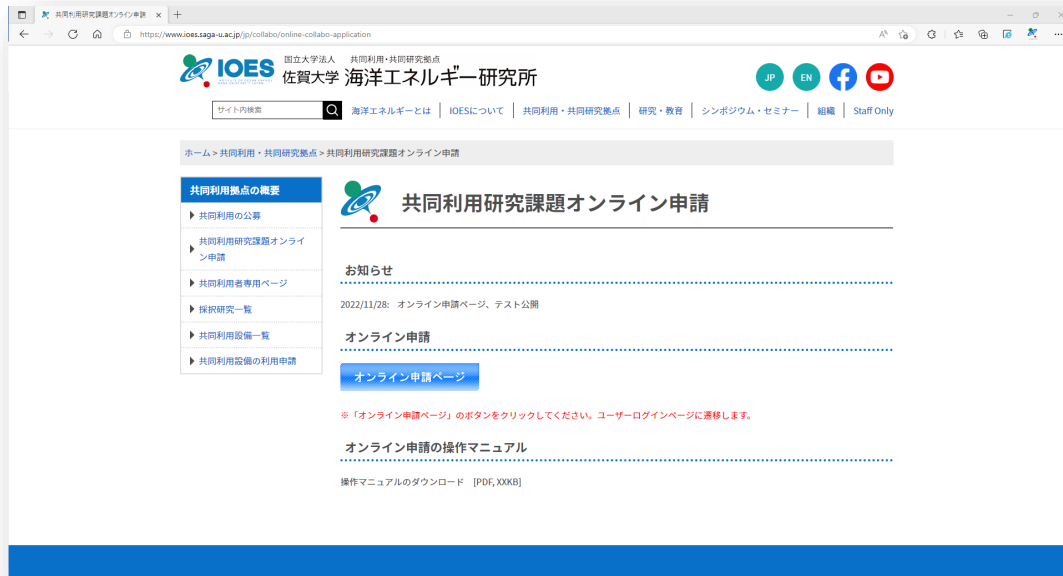 共同利用研究課題オンライン申請
https://www.ioes.saga-u.ac.jp/jp/collabo/online-collabo-application
IOES
国立大学法人 共同利用・共同研究拠点
佐賀大学 海洋エネルギー研究所
JP
EN
サイト内検索
海洋エネルギーとは
IOESについて
共同利用・共同研究拠点
研究・教育
シンポジウム・セミナー
組織
Staff Only
ホーム > 共同利用・共同研究拠点 > 共同利用研究課題オンライン申請
共同利用拠点の概要
共同利用の公募
共同利用研究課題オンライ
ン申請
共同利用者専用ページ
採択研究一覧
共同利用設備一覧
共同利用設備の利用申請
共同利用研究課題オンライン申請
お知らせ
2022/11/28: オンライン申請ページ、テスト公開
オンライン申請
オンライン申請ページ
※「オンライン申請ページ」のボタンをクリックしてください。ユーザーログインページに遷移します。
オンライン申請の操作マニュアル
操作マニュアルのダウンロード [PDF, XXKB]